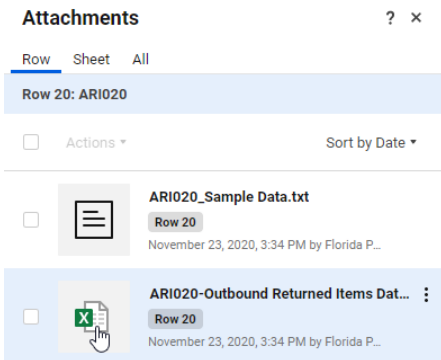 Attachments ? ×
Row Sheet All
Row 20: ARI020
Actions Sort by Date
ARI020_Sample Data.txt
Row 20
November 23, 2020, 3:34 PM by Florida P...
ARI020-Outbound Returned Items Dat...
Row 20
November 23, 2020, 3:34 PM by Florida P...